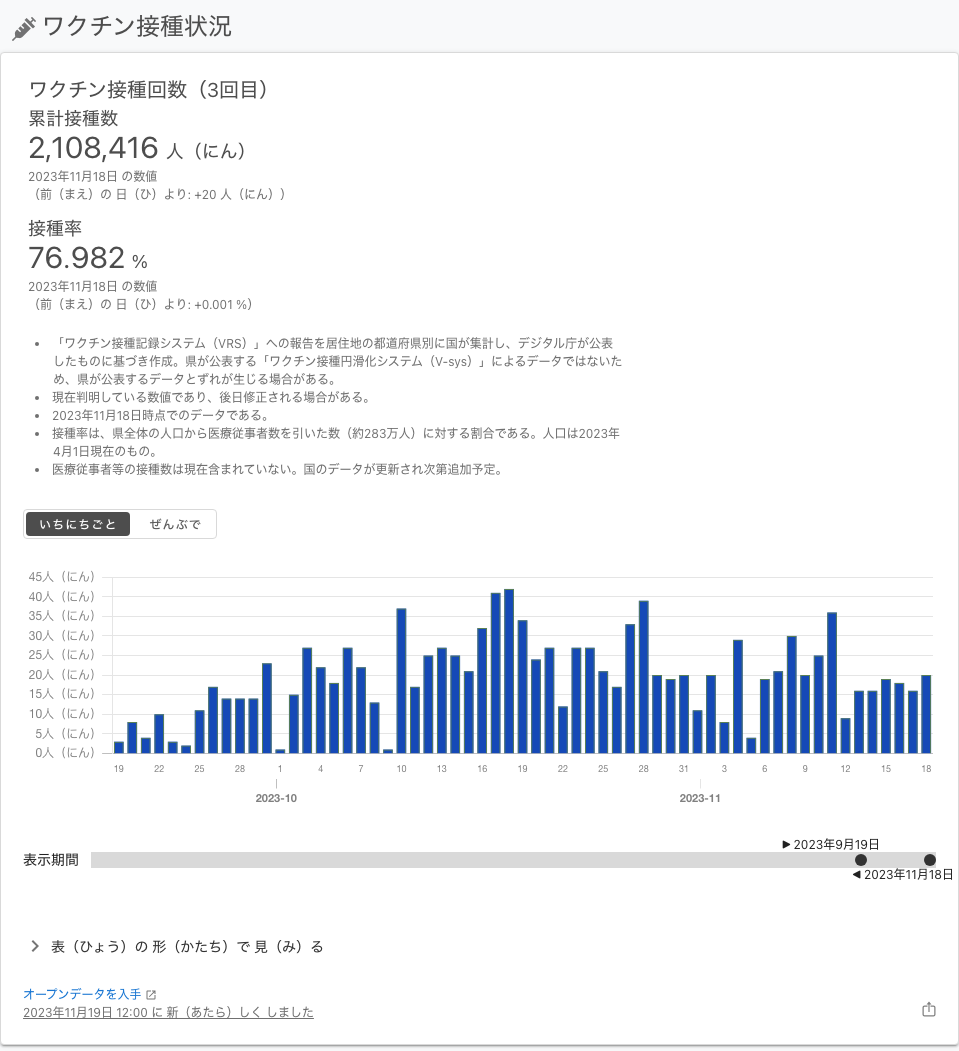 ワクチン接種状況
ワクチン接種回数（3回目）
累計接種数
2,108,416 人（にん）
2023年11月18日 の数値
（前（まえ）の 日（ひ）より: +20 人（にん））
接種率
76.982 %
2023年11月18日 の数値
（前（まえ）の 日（ひ）より: +0.001 %）
• 「ワクチン接種記録システム（VRS）」への報告を居住地の都道府県別に国が集計し、デジタル庁が公表
したものに基づき作成。県が公表する「ワクチン接種円滑化システム（V-sys）」によるデータではないた
め、県が公表するデータとずれが生じる場合がある。
• 現在判明している数値であり、後日修正される場合がある。
• 2023年11月18日時点でのデータである。
• 接種率は、県全体の人口から医療従事者数を引いた数（約283万人）に対する割合である。人口は2023年
4月1日現在のもの。
• 医療従事者等の接種数は現在含まれていない。国のデータが更新され次第追加予定。
いちにちごと ぜんぶで
45人（にん）
40人（にん）
35人（にん）
30人（にん）
25人（にん）
20人（にん）
15人（にん）
10人（にん）
5人（にん）
0人（にん）
19 22 25 28 1 4 7 10 13 16 19 22 25 28 31 3 6 9 12 15 18
2023-10 2023-11
▶ 2023年9月19日
表示期間
◀ 2023年11月18日
表（ひょう）の 形（かたち）で 見（み）る
オープンデータを入手
2023年11月19日 12:00 に 新（あたら）しく しました